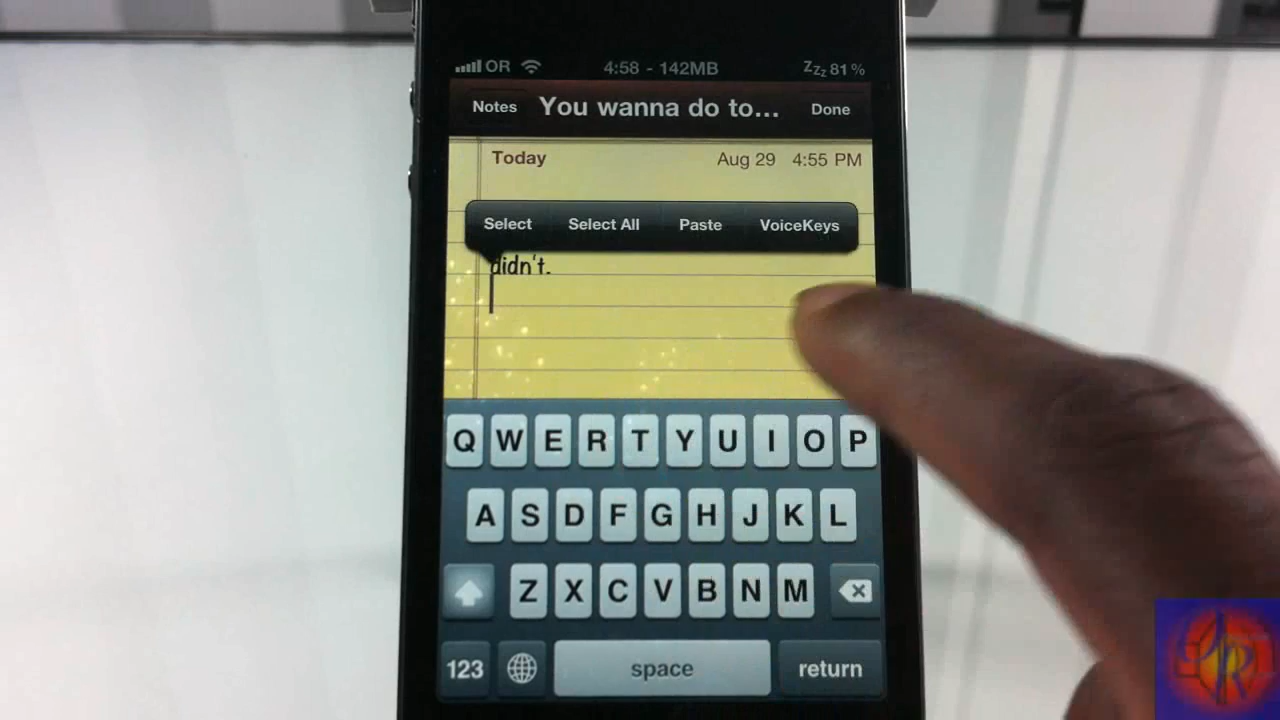 OR 4:58 - 142MB ZZZ 81%
Notes You wanna do to... Done
Today Aug 29 4:55 PM
Select Select All Paste VoiceKeys
didn't.
Q W E R T Y U I O P
A S D F G H J K L
Z X C V B N M
123 space return